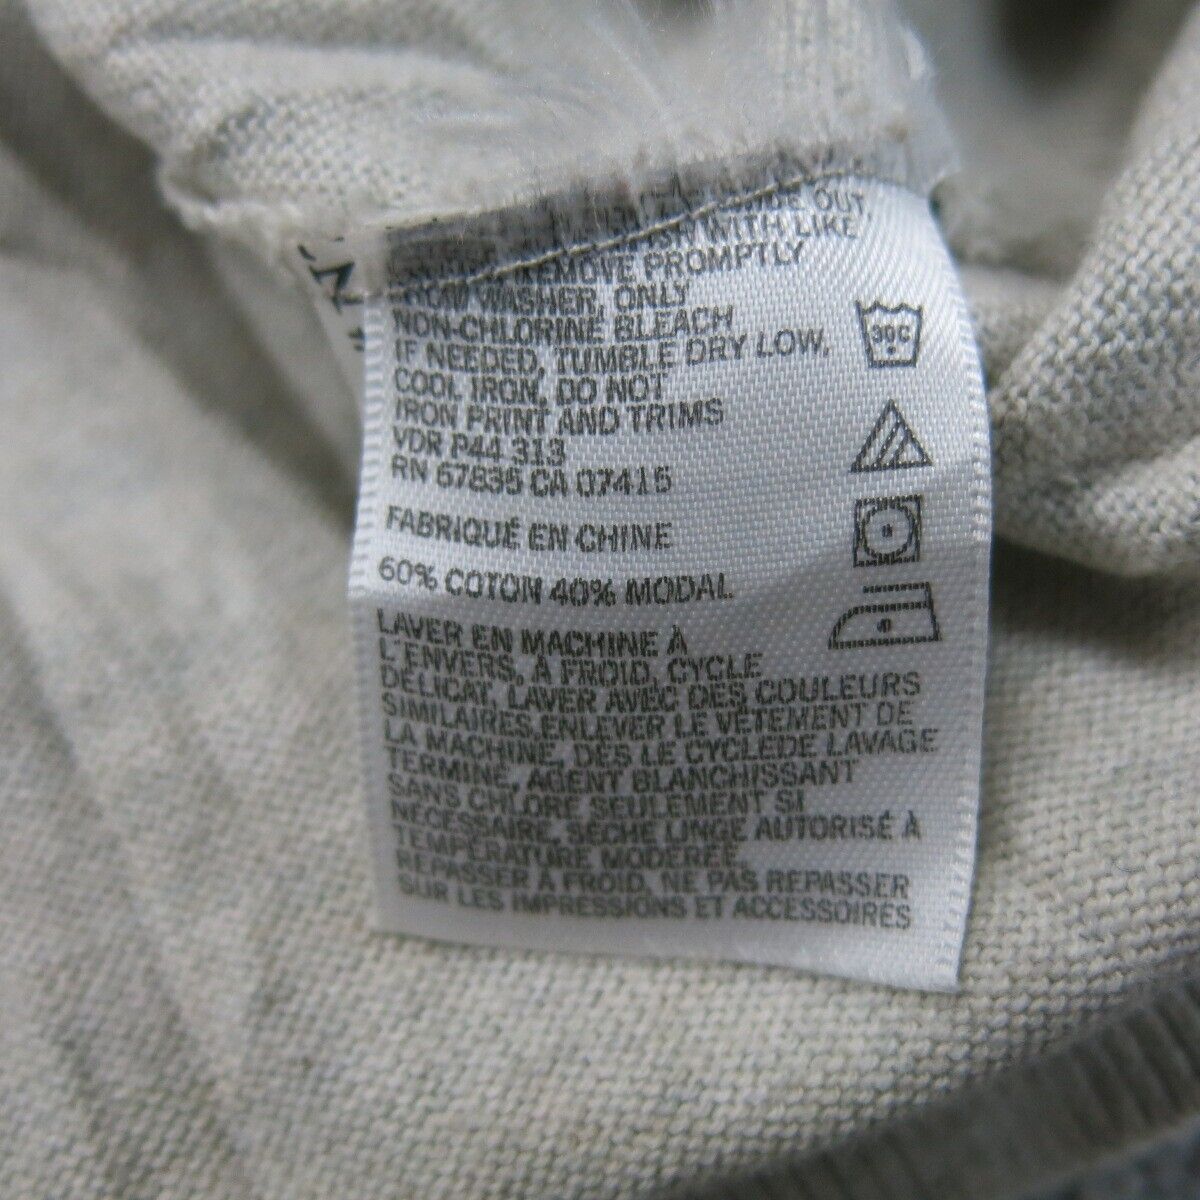 OUT,
WITH LIKE
REMOVE PROMPTLY
FROM WASHER, ONLY
NON-CHLORINE BLEACH
IF NEEDED, TUMBLE DRY LOW,
COOL IRON, DO NOT
IRON PRINT AND TRIMS
VDR P44 313
RN 67835 CA 07415
30C
FABRIQUÉ EN CHINE
60% COTON 40% MODAL
LAVER EN MACHINE À
L'ENVERS, À FROID, CYCLE
DÉLICAT, LAVER AVEC DES COULEURS
SIMILAIRES, ENLEVER LE VÊTEMENT DE
LA MACHINE, DÈS LE CYCLEDE LAVAGE
TERMINÉ, AGENT BLANCHISSANT
SANS CHLORE SEULEMENT SI
NÉCESSAIRE, SÈCHE LINGE AUTORISÉ À
TEMPÉRATURE MODÉRÉE
REPASSER À FROID, NE PAS REPASSER
SUR LES IMPRESSIONS ET ACCESSOIRES